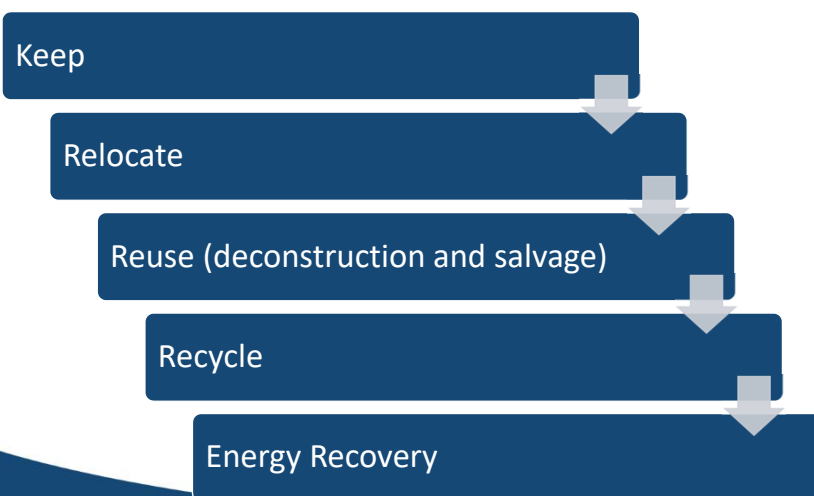 Keep
Relocate
Reuse (deconstruction and salvage)
Recycle
Energy Recovery